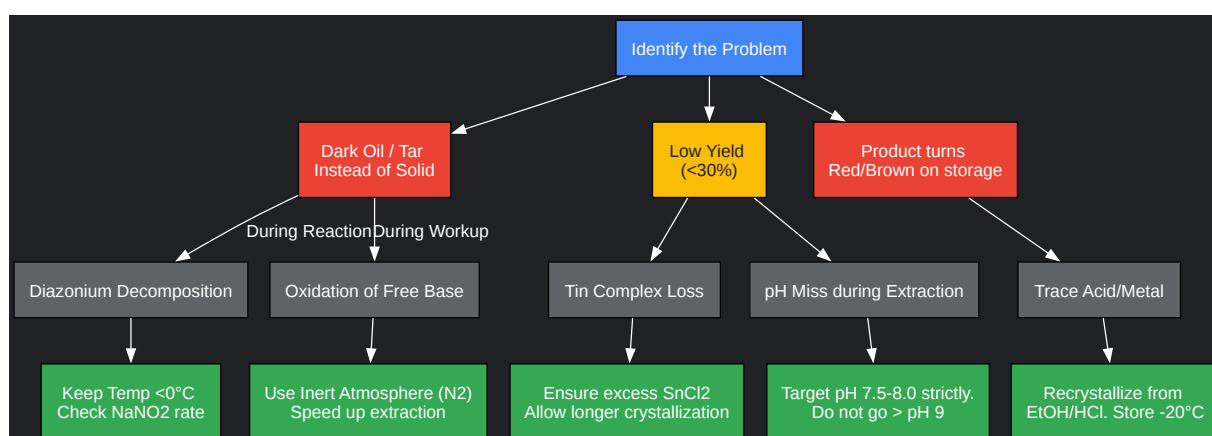 Identify the Problem
Dark Oil / Tar
Instead of Solid
Low Yield
(<30%)
Product turns
Red/Brown on storage
During Reaction
During Workup
Diazonium Decomposition
Oxidation of Free Base
Tin Complex Loss
pH Miss during Extraction
Trace Acid/Metal
Keep Temp <0°C
Check NaNO2 rate
Use Inert Atmosphere (N2)
Speed up extraction
Ensure excess SnCl2
Allow longer crystallization
Target pH 7.5-8.0 strictly.
Do not go > pH 9
Recrystallize from
EtOH/HCl. Store -20°C